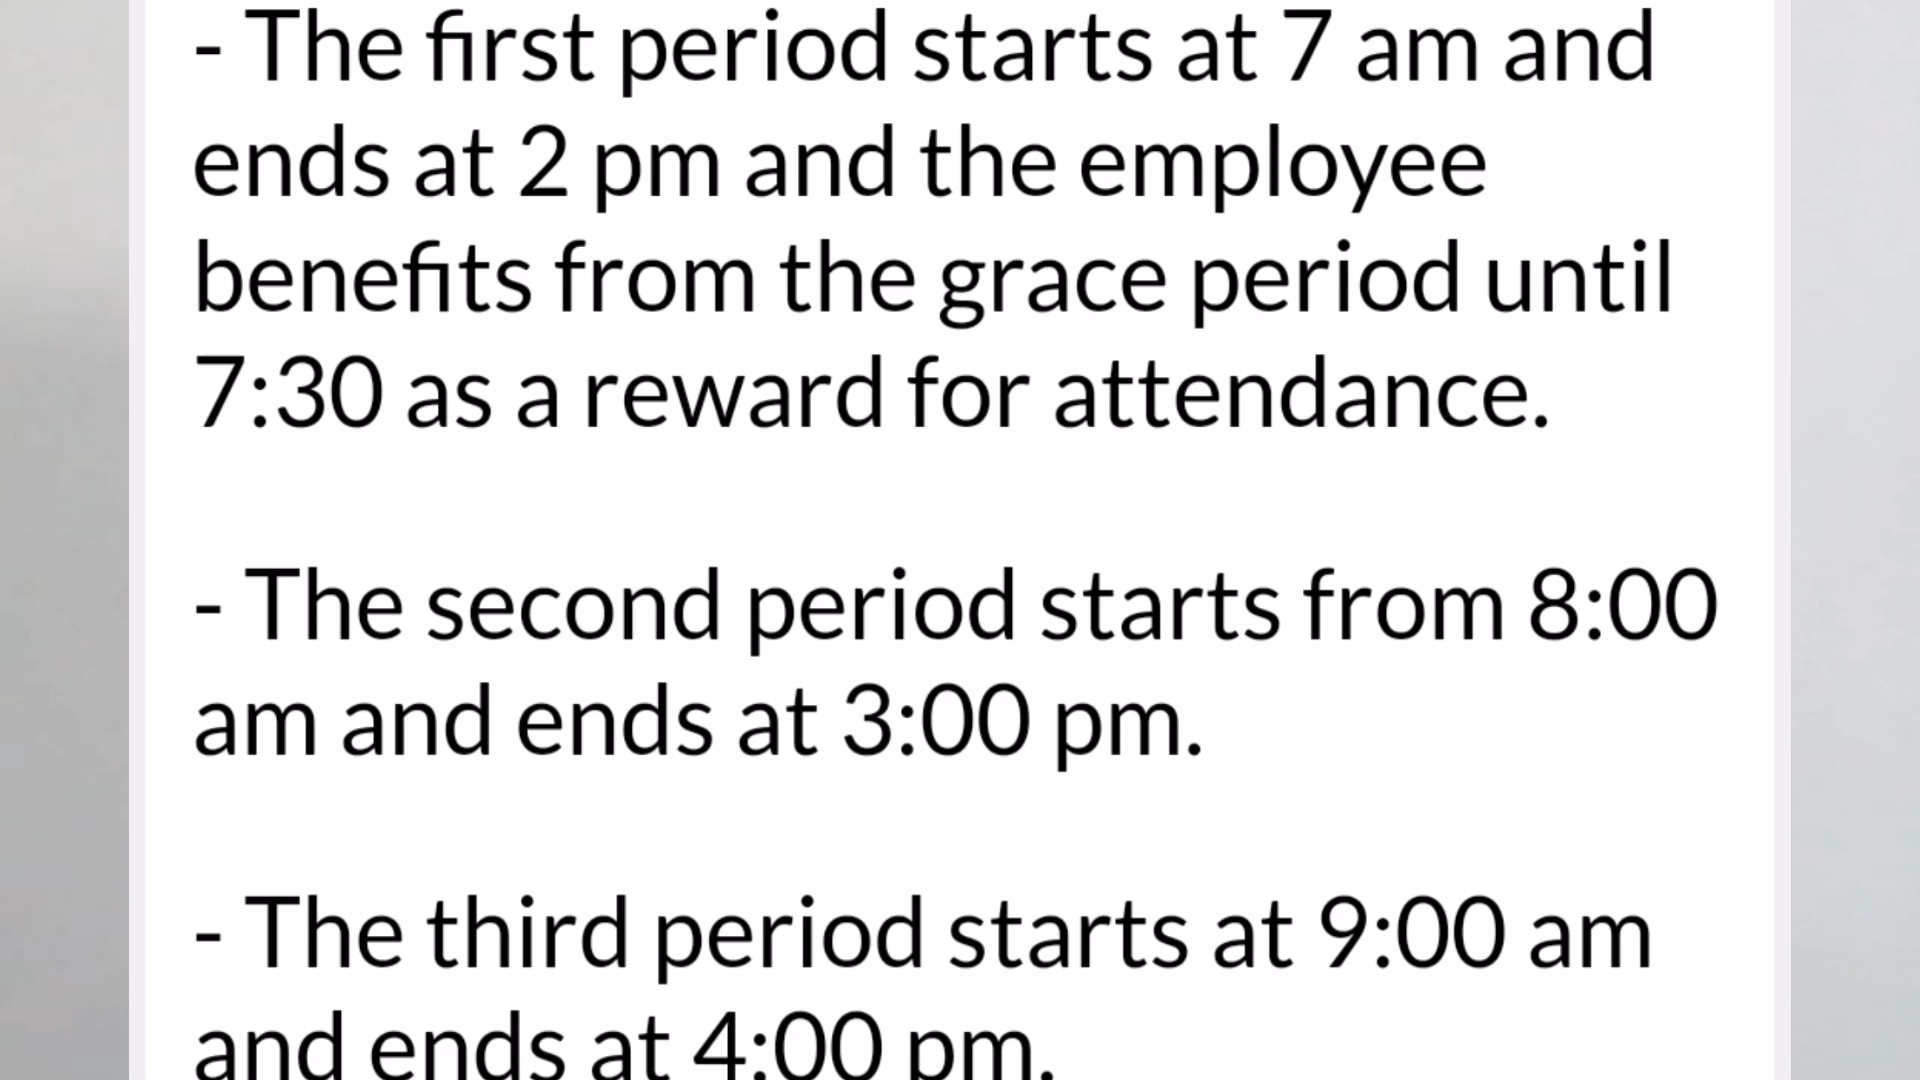 - The first period starts at 7 am and
ends at 2 pm and the employee
benefits from the grace period until
7:30 as a reward for attendance.
- The second period starts from 8:00
am and ends at 3:00 pm.
- The third period starts at 9:00 am
and ends at 4:00 pm.